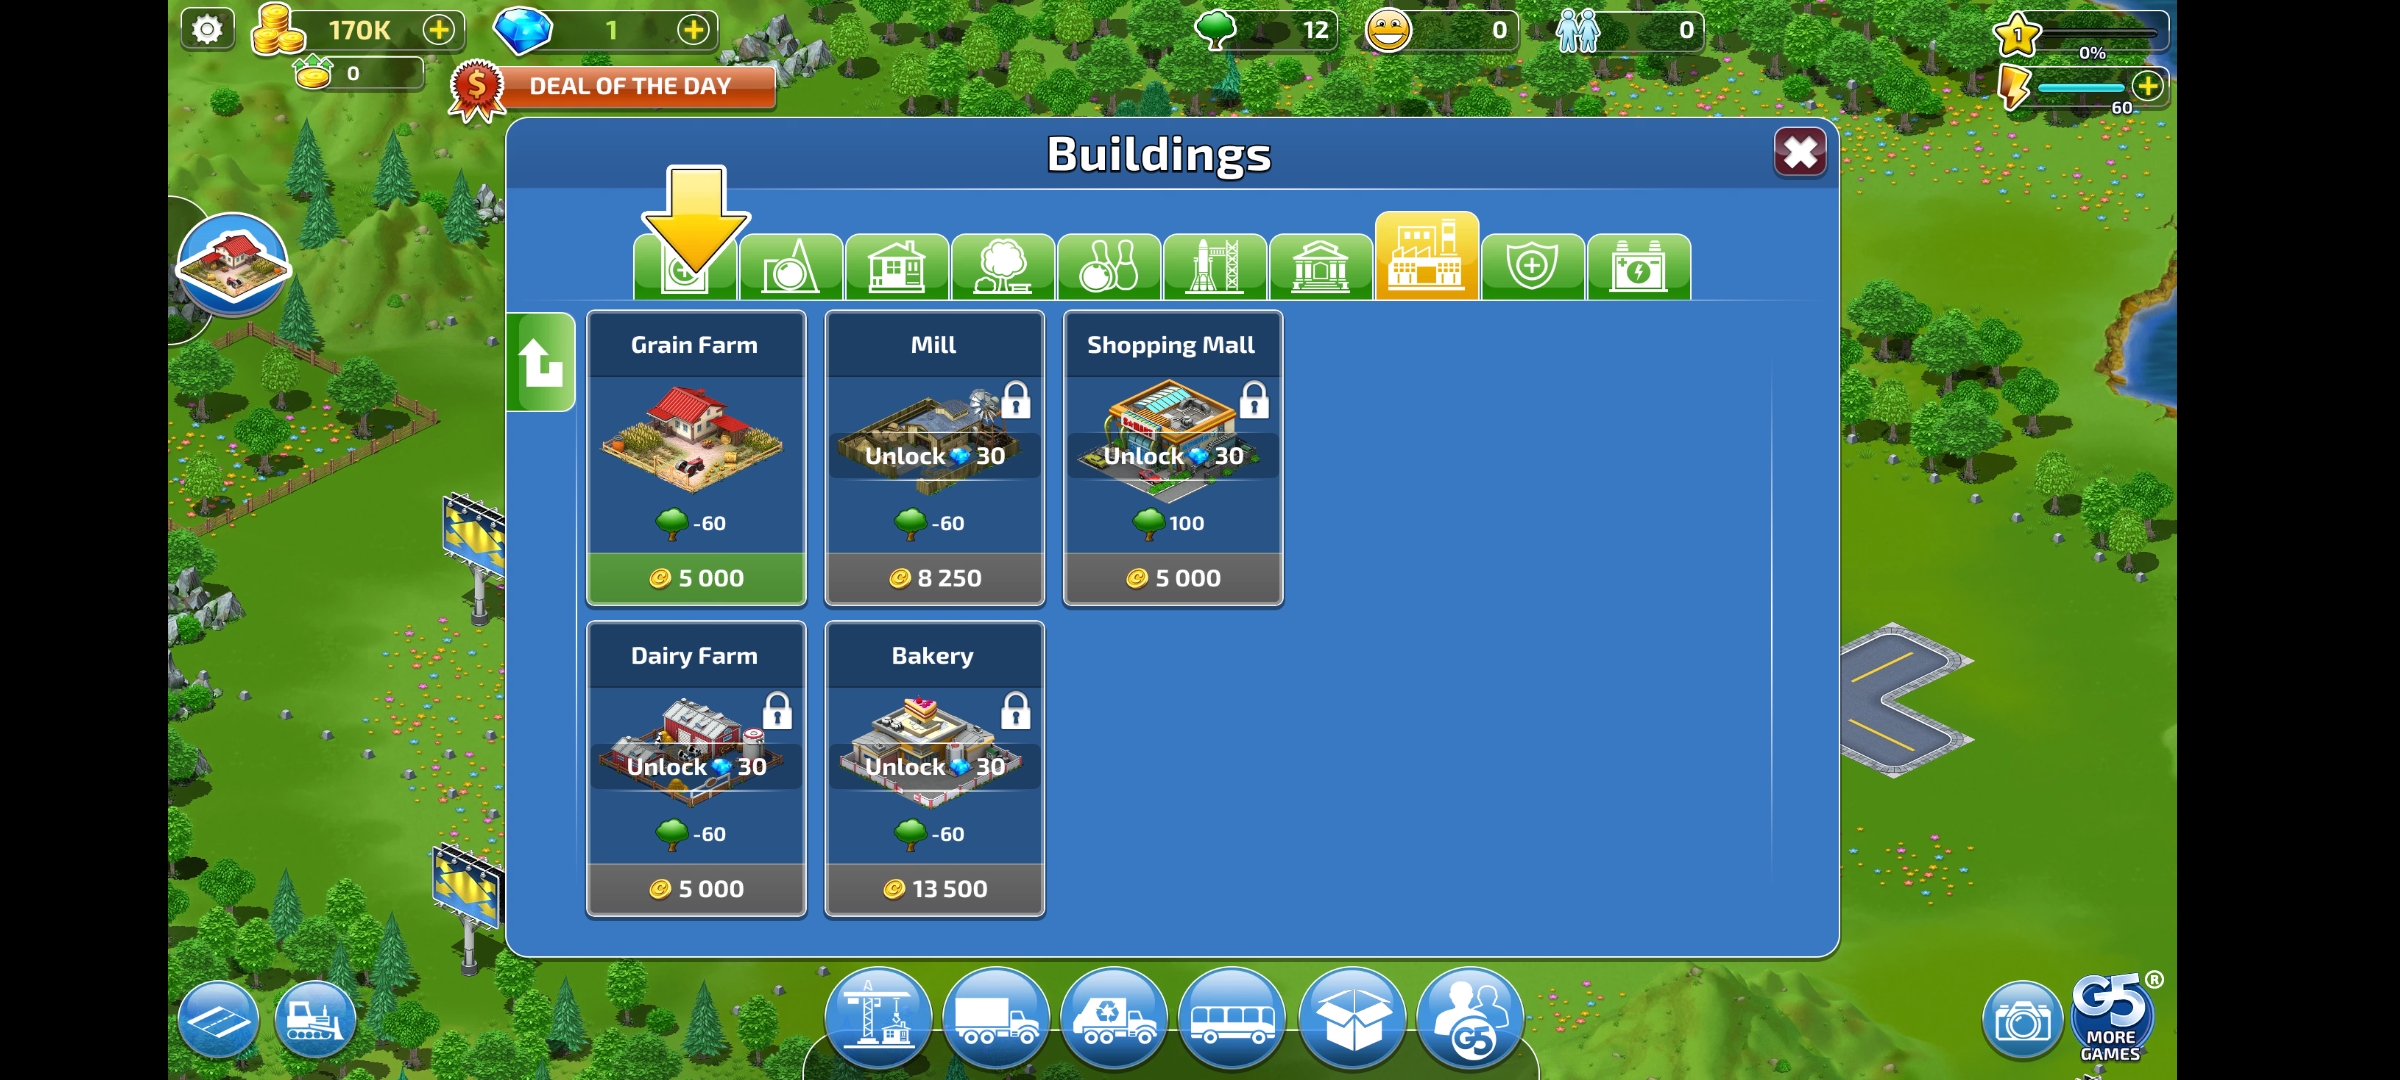 170K
1
12
0
0
1
0%
0
DEAL OF THE DAY
60
Buildings
Grain Farm
Mill
Shopping Mall
Unlock 30
Unlock 30
-60
-60
100
5 000
8 250
5 000
Dairy Farm
Bakery
Unlock 30
Unlock 30
-60
-60
5 000
13 500
G5
G5®
MORE
GAMES